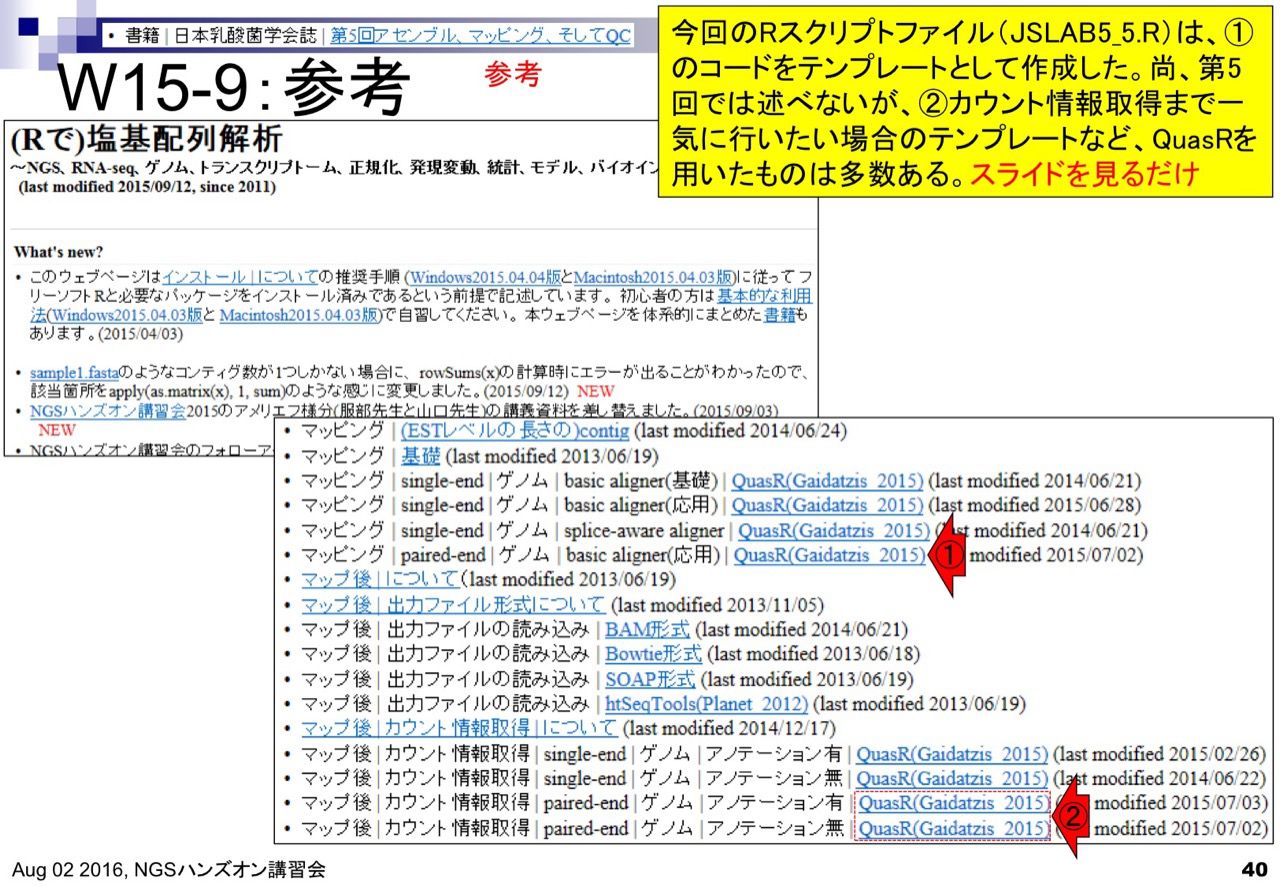 • 書籍 | 日本乳酸菌学会誌 | 第5回アセンブル、マッピング、そしてQC
W15-9：参考
参考
今回のRスクリプトファイル（JSLAB5_5.R）は、①
のコードをテンプレートとして作成した。尚、第5
回では述べないが、②カウント情報取得まで一
気に行いたい場合のテンプレートなど、QuasRを
用いたものは多数ある。スライドを見るだけ
(Rで)塩基配列解析
～NGS、RNA-seq、ゲノム、トランスクリプトーム、正規化、発現変動、統計、モデル、バイオイン
(last modified 2015/09/12, since 2011)
What's new?
• このウェブページはインストール | についての推奨手順 (Windows2015.04.04版とMacintosh2015.04.03版)に従ってフ
リーソフトRと必要なパッケージをインストール済みであるという前提で記述しています。初心者の方は基本的な利用
法(Windows2015.04.03版と Macintosh2015.04.03版)で自習してください。本ウェブページを体系的にまとめた書籍も
あります。(2015/04/03)
• sample1.fastaのようなコンティグ数が1つしかない場合に、rowSums(x)の計算時にエラーが出ることがわかったので、
該当箇所をapply(as.matrix(x), 1, sum)のような感じに変更しました。(2015/09/12) NEW
• NGSハンズオン講習会2015のアメリエフ様分(服部先生と山口先生)の講義資料を差し替えました。(2015/09/03)
NEW
• NGSハンズオン講習会のフォローア
• マッピング | (ESTレベルの長さの)contig (last modified 2014/06/24)
• マッピング | 基礎 (last modified 2013/06/19)
• マッピング | single-end | ゲノム | basic aligner(基礎) | QuasR(Gaidatzis_2015) (last modified 2014/06/21)
• マッピング | single-end | ゲノム | basic aligner(応用) | QuasR(Gaidatzis_2015) (last modified 2015/06/28)
• マッピング | single-end | ゲノム | splice-aware aligner | QuasR(Gaidatzis_2015) (last modified 2014/06/21)
• マッピング | paired-end | ゲノム | basic aligner(応用) | QuasR(Gaidatzis_2015) ① modified 2015/07/02)
• マップ後 | について (last modified 2013/06/19)
• マップ後 | 出力ファイル形式について (last modified 2013/11/05)
• マップ後 | 出力ファイルの読み込み | BAM形式 (last modified 2014/06/21)
• マップ後 | 出力ファイルの読み込み | Bowtie形式 (last modified 2013/06/18)
• マップ後 | 出力ファイルの読み込み | SOAP形式 (last modified 2013/06/19)
• マップ後 | 出力ファイルの読み込み | htSeqTools(Planet_2012) (last modified 2013/06/19)
• マップ後 | カウント情報取得 | について (last modified 2014/12/17)
• マップ後 | カウント情報取得 | single-end | ゲノム | アノテーション有 | QuasR(Gaidatzis_2015) (last modified 2015/02/26)
• マップ後 | カウント情報取得 | single-end | ゲノム | アノテーション無 | QuasR(Gaidatzis_2015) (last modified 2014/06/22)
• マップ後 | カウント情報取得 | paired-end | ゲノム | アノテーション有 | QuasR(Gaidatzis_2015) ② modified 2015/07/03)
• マップ後 | カウント情報取得 | paired-end | ゲノム | アノテーション無 | QuasR(Gaidatzis_2015) (last modified 2015/07/02)
Aug 02 2016, NGSハンズオン講習会
40